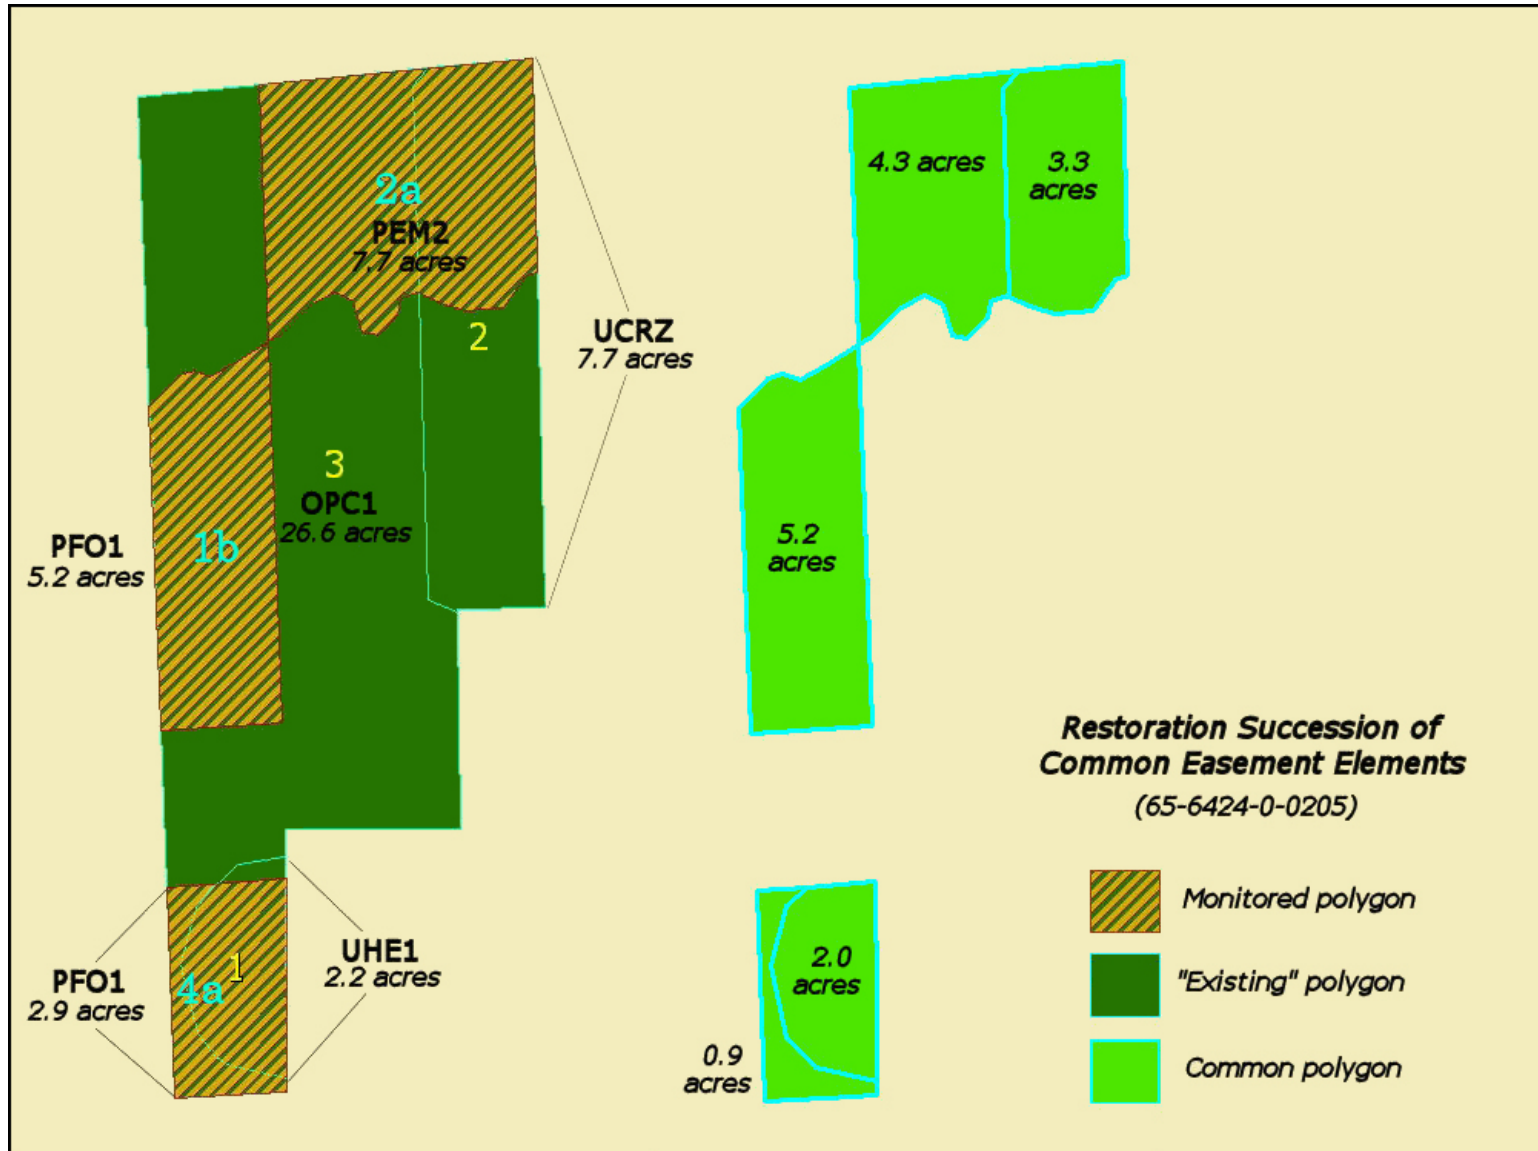 2a
PEM2
7.7 acres
2
UCRZ
7.7 acres
3
OPC1
26.6 acres
1b
PFO1
5.2 acres
1
4a
PFO1
2.9 acres
UHE1
2.2 acres
4.3 acres
3.3
acres
5.2
acres
2.0
acres
0.9
acres
Restoration Succession of
Common Easement Elements
(65-6424-0-0205)
Monitored polygon
"Existing" polygon
Common polygon